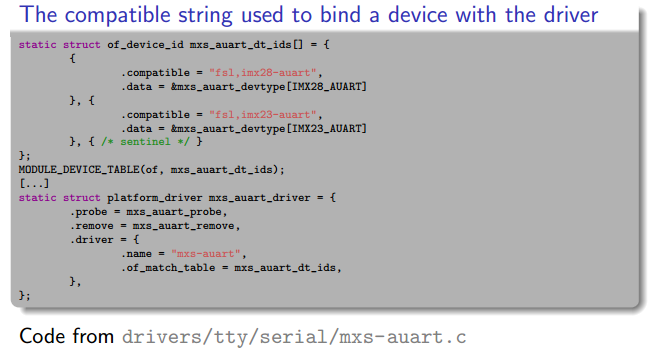 The compatible string used to bind a device with the driver
static struct of_device_id mxs_auart_dt_ids[] = {
        {
                .compatible = "fsl,imx28-auart",
                .data = &mxs_auart_devtype[IMX28_AUART]
        }, {
                .compatible = "fsl,imx23-auart",
                .data = &mxs_auart_devtype[IMX23_AUART]
        }, { /* sentinel */ }
};
MODULE_DEVICE_TABLE(of, mxs_auart_dt_ids);
[...]
static struct platform_driver mxs_auart_driver = {
        .probe = mxs_auart_probe,
        .remove = mxs_auart_remove,
        .driver = {
                .name = "mxs-auart",
                .of_match_table = mxs_auart_dt_ids,
        },
};
Code from drivers/tty/serial/mxs-auart.c